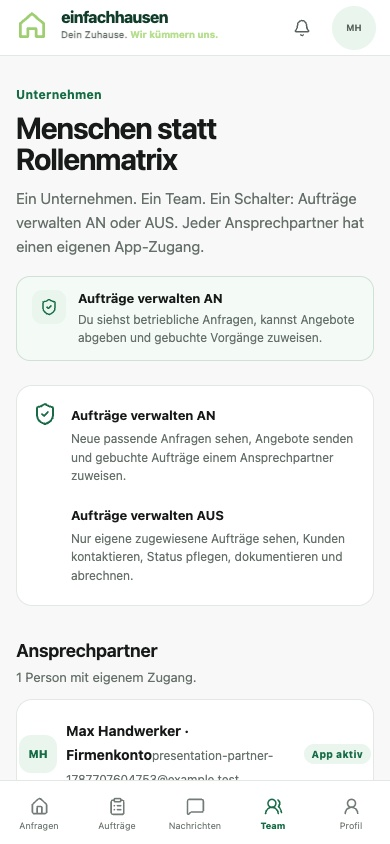 einfachhausen
Dein Zuhause. Wir kümmern uns.
MH
Unternehmen
Menschen statt
Rollenmatrix
Ein Unternehmen. Ein Team. Ein Schalter: Aufträge
verwalten AN oder AUS. Jeder Ansprechpartner hat
einen eigenen App-Zugang.
Aufträge verwalten AN
Du siehst betriebliche Anfragen, kannst Angebote
abgeben und gebuchte Vorgänge zuweisen.
Aufträge verwalten AN
Neue passende Anfragen sehen, Angebote senden
und gebuchte Aufträge einem Ansprechpartner
zuweisen.
Aufträge verwalten AUS
Nur eigene zugewiesene Aufträge sehen, Kunden
kontaktieren, Status pflegen, dokumentieren und
abrechnen.
Ansprechpartner
1 Person mit eigenem Zugang.
MH
Max Handwerker ·
Firmenkontopresentation-partner-
1787707604753@example.test
App aktiv
Anfragen
Aufträge
Nachrichten
Team
Profil